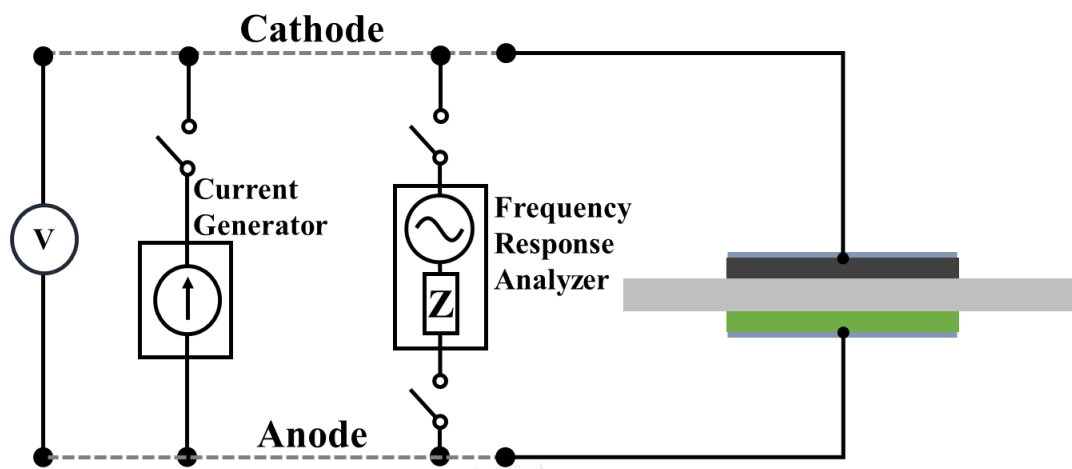 Cathode
Current
Generator
V
Frequency
Response
Analyzer
Z
Anode